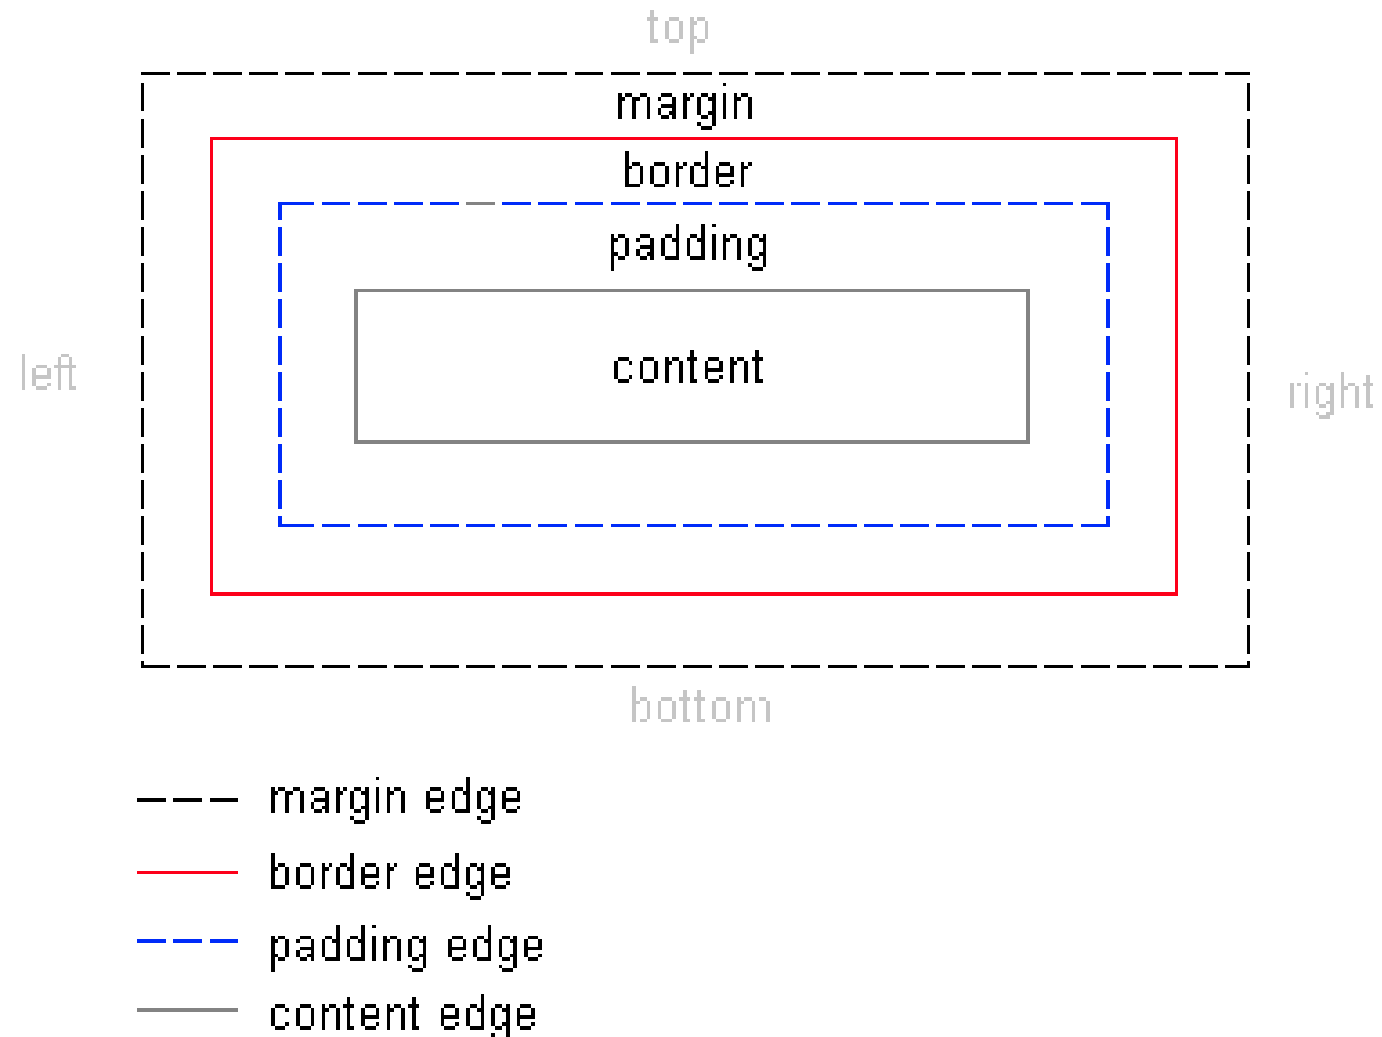 top
margin
border
padding
content
left
right
bottom
margin edge
border edge
padding edge
content edge